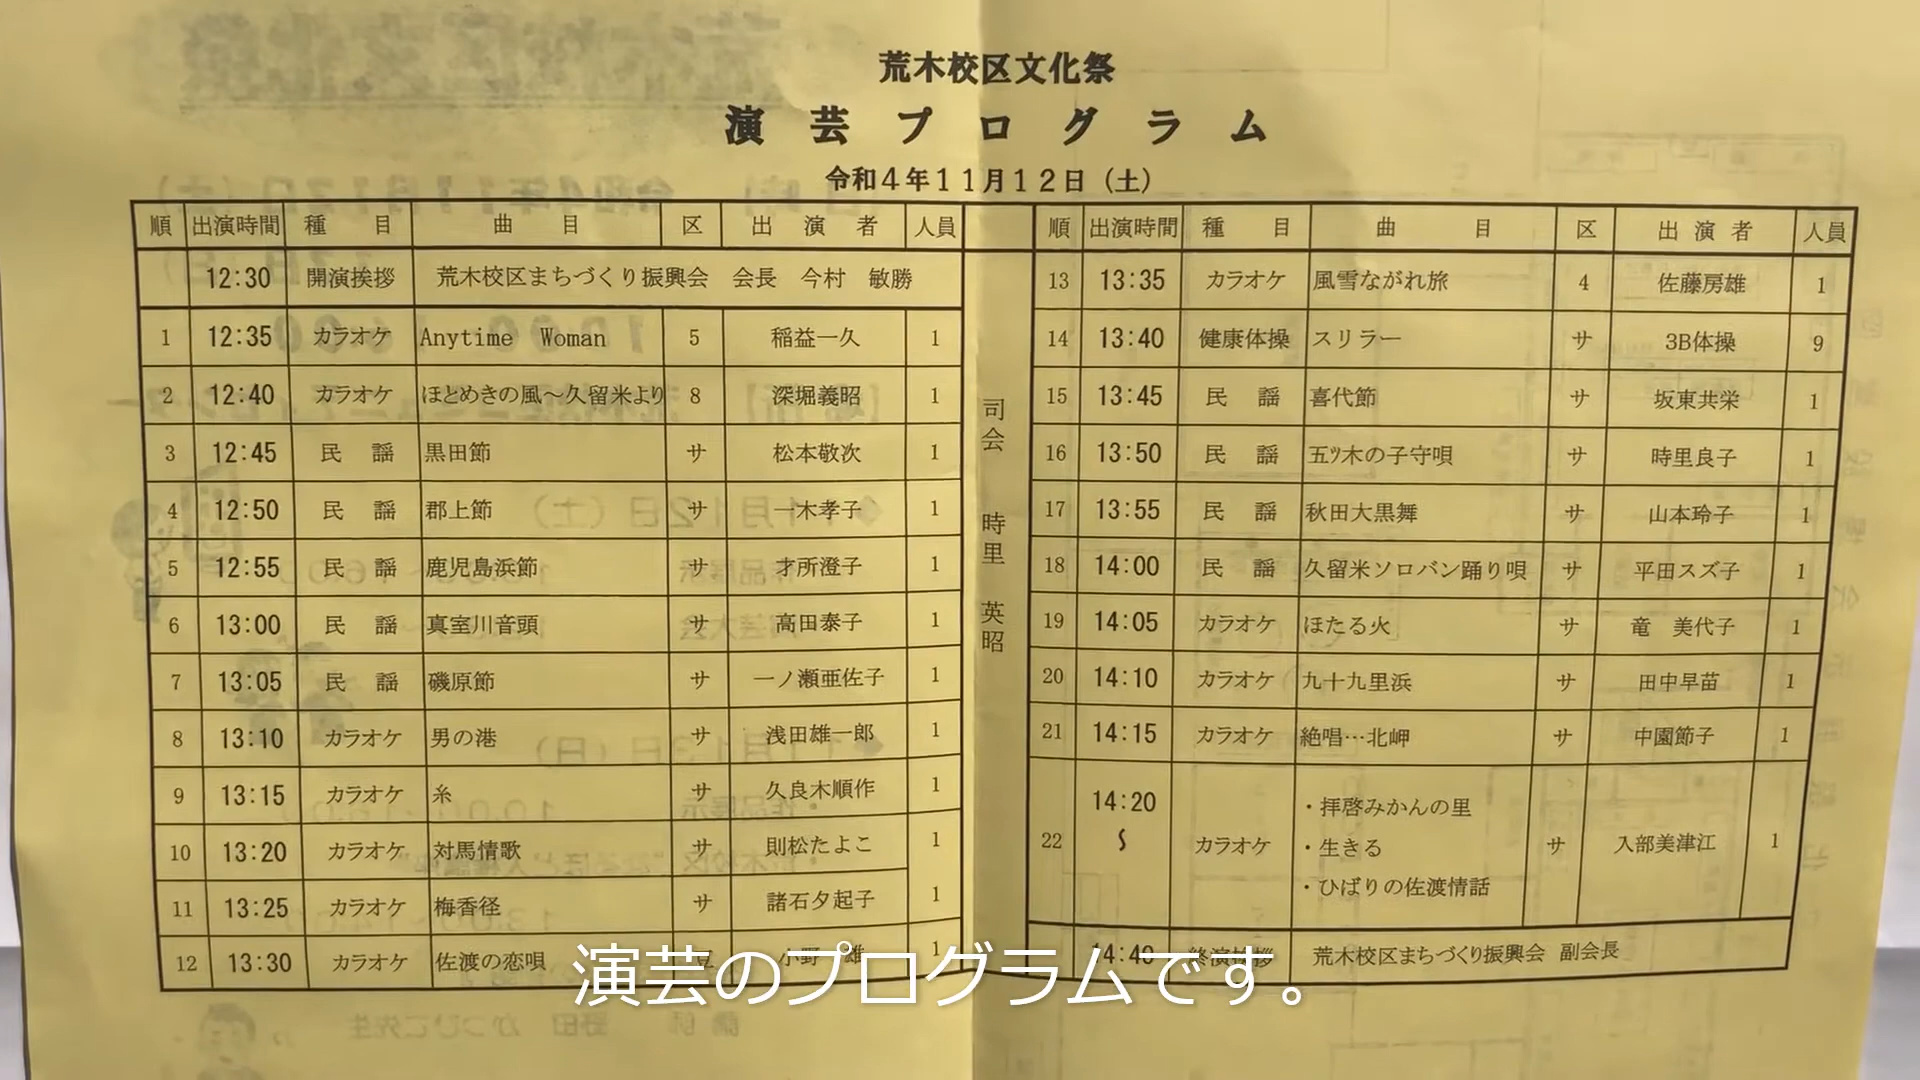 荒木校区文化祭
演芸プログラム
令和4年11月12日（土）
順 出演時間 種目 曲目 区 出演者 人員
12:30 開演挨拶 荒木校区まちづくり振興会 会長 今村 敏勝
1 12:35 カラオケ Anytime Woman 5 稲益一久 1
2 12:40 カラオケ ほとめきの風～久留米より 8 深堀義昭 1
3 12:45 民謡 黒田節 サ 松本敬次 1
4 12:50 民謡 郡上節 サ 一木孝子 1
5 12:55 民謡 鹿児島浜節 サ 才所澄子 1
6 13:00 民謡 真室川音頭 サ 高田泰子 1
7 13:05 民謡 磯原節 サ 一ノ瀬亜佐子 1
8 13:10 カラオケ 男の港 サ 浅田雄一郎 1
9 13:15 カラオケ 糸 サ 久良木順作 1
10 13:20 カラオケ 対馬情歌 サ 則松たよこ 1
11 13:25 カラオケ 梅香径 サ 諸石夕起子 1
12 13:30 カラオケ 佐渡の恋唄 小野 雄 1
司会 時里 英昭
順 出演時間 種目 曲目 区 出演者 人員
13 13:35 カラオケ 風雪ながれ旅 4 佐藤房雄 1
14 13:40 健康体操 スリラー サ 3B体操 9
15 13:45 民謡 喜代節 サ 坂東共栄 1
16 13:50 民謡 五ツ木の子守唄 サ 時里良子 1
17 13:55 民謡 秋田大黒舞 サ 山本玲子 1
18 14:00 民謡 久留米ソロバン踊り唄 サ 平田スズ子 1
19 14:05 カラオケ ほたる火 サ 竜 美代子 1
20 14:10 カラオケ 九十九里浜 サ 田中早苗 1
21 14:15 カラオケ 絶唱…北岬 サ 中園節子 1
22 14:20～ カラオケ ・拝啓みかんの里 サ 入部美津江 1
・生きる
・ひばりの佐渡情話
14:40 終演挨拶 荒木校区まちづくり振興会 副会長
演芸のプログラムです。